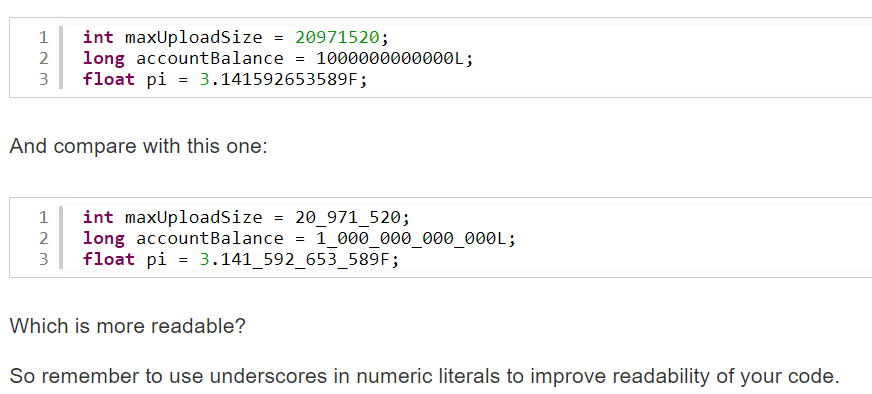 1 int maxUploadSize = 20971520;
2 long accountBalance = 1000000000000L;
3 float pi = 3.141592653589F;
And compare with this one:
1 int maxUploadSize = 20_971_520;
2 long accountBalance = 1_000_000_000_000L;
3 float pi = 3.141_592_653_589F;
Which is more readable?
So remember to use underscores in numeric literals to improve readability of your code.